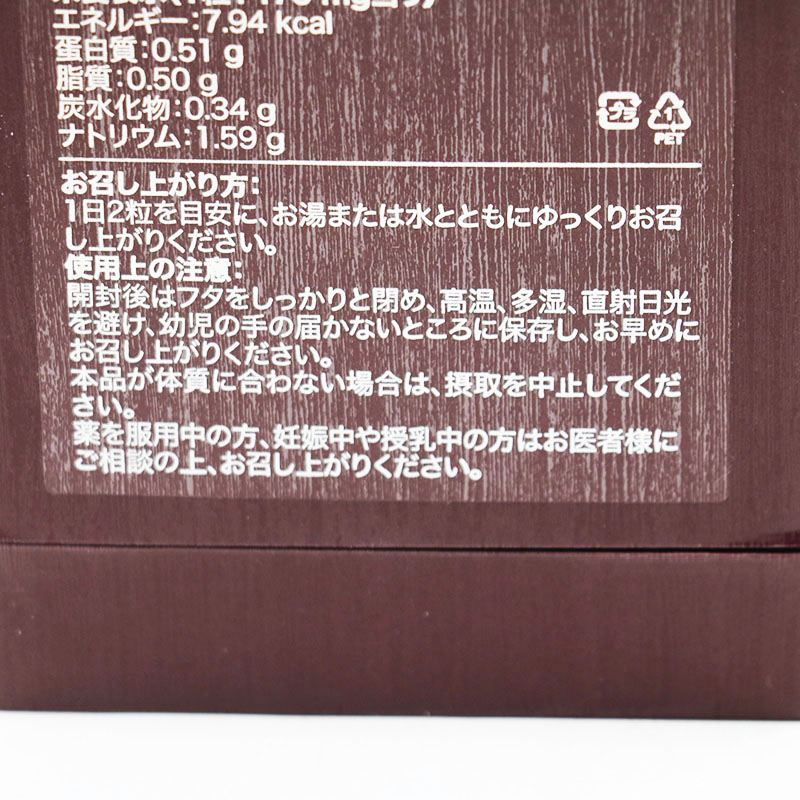 エネルギー:7.94 kcal
蛋白質:0.51 g
脂質:0.50 g
炭水化物:0.34 g
ナトリウム:1.59 g
プラ
1
PET
お召し上がり方:
1日2粒を目安に、お湯または水とともにゆっくりお召
し上がりください。
使用上の注意:
開封後はフタをしっかりと閉め、高温、多湿、直射日光
を避け、幼児の手の届かないところに保存し、お早めに
お召し上がりください。
本品が体質に合わない場合は、摂取を中止してくだ
さい。
薬を服用中の方、妊娠中や授乳中の方はお医者様に
ご相談の上、お召し上がりください。